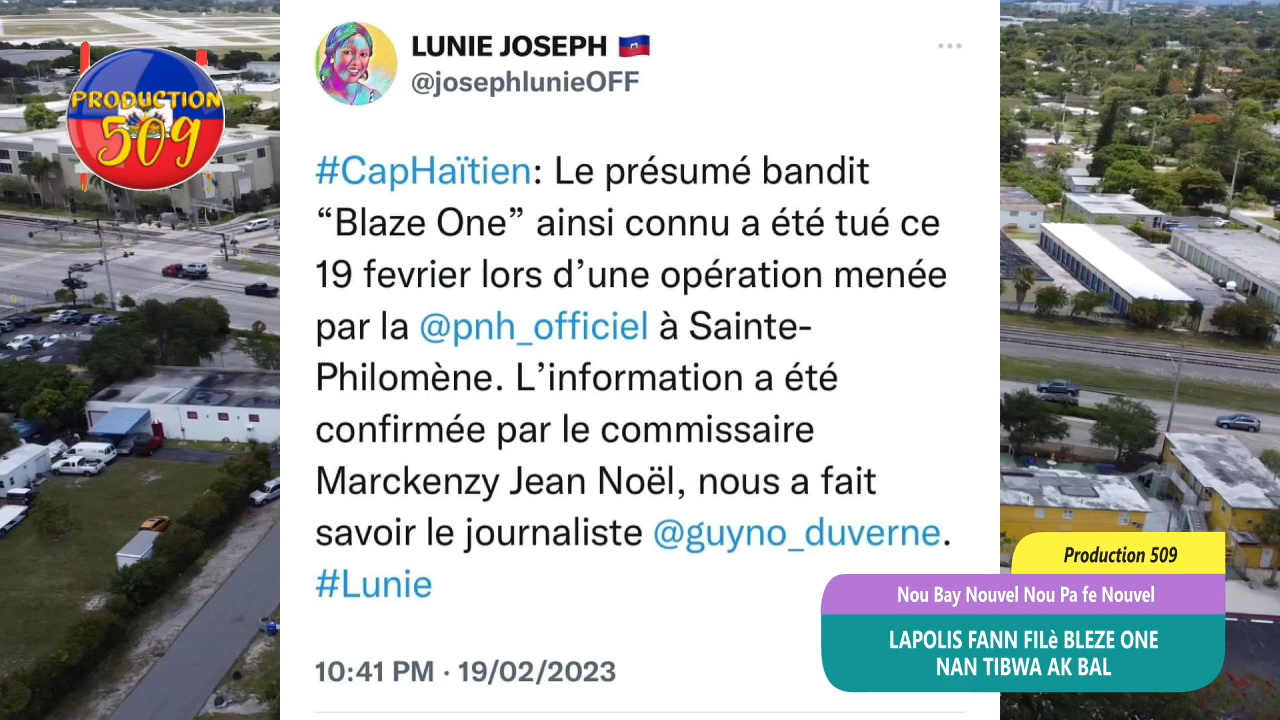 LUNIE JOSEPH
@josephlunieOFF
PRODUCTION
509
#CapHaïtien: Le présumé bandit
“Blaze One” ainsi connu a été tué ce
19 fevrier lors d’une opération menée
par la @pnh_officiel à Sainte-
Philomène. L’information a été
confirmée par le commissaire
Marckenzy Jean Noël, nous a fait
savoir le journaliste @guyno_duverne.
#Lunie
10:41 PM · 19/02/2023
Production 509
Nou Bay Nouvel Nou Pa fe Nouvel
LAPOLIS FANN FILè BLEZE ONE
NAN TIBWA AK BAL